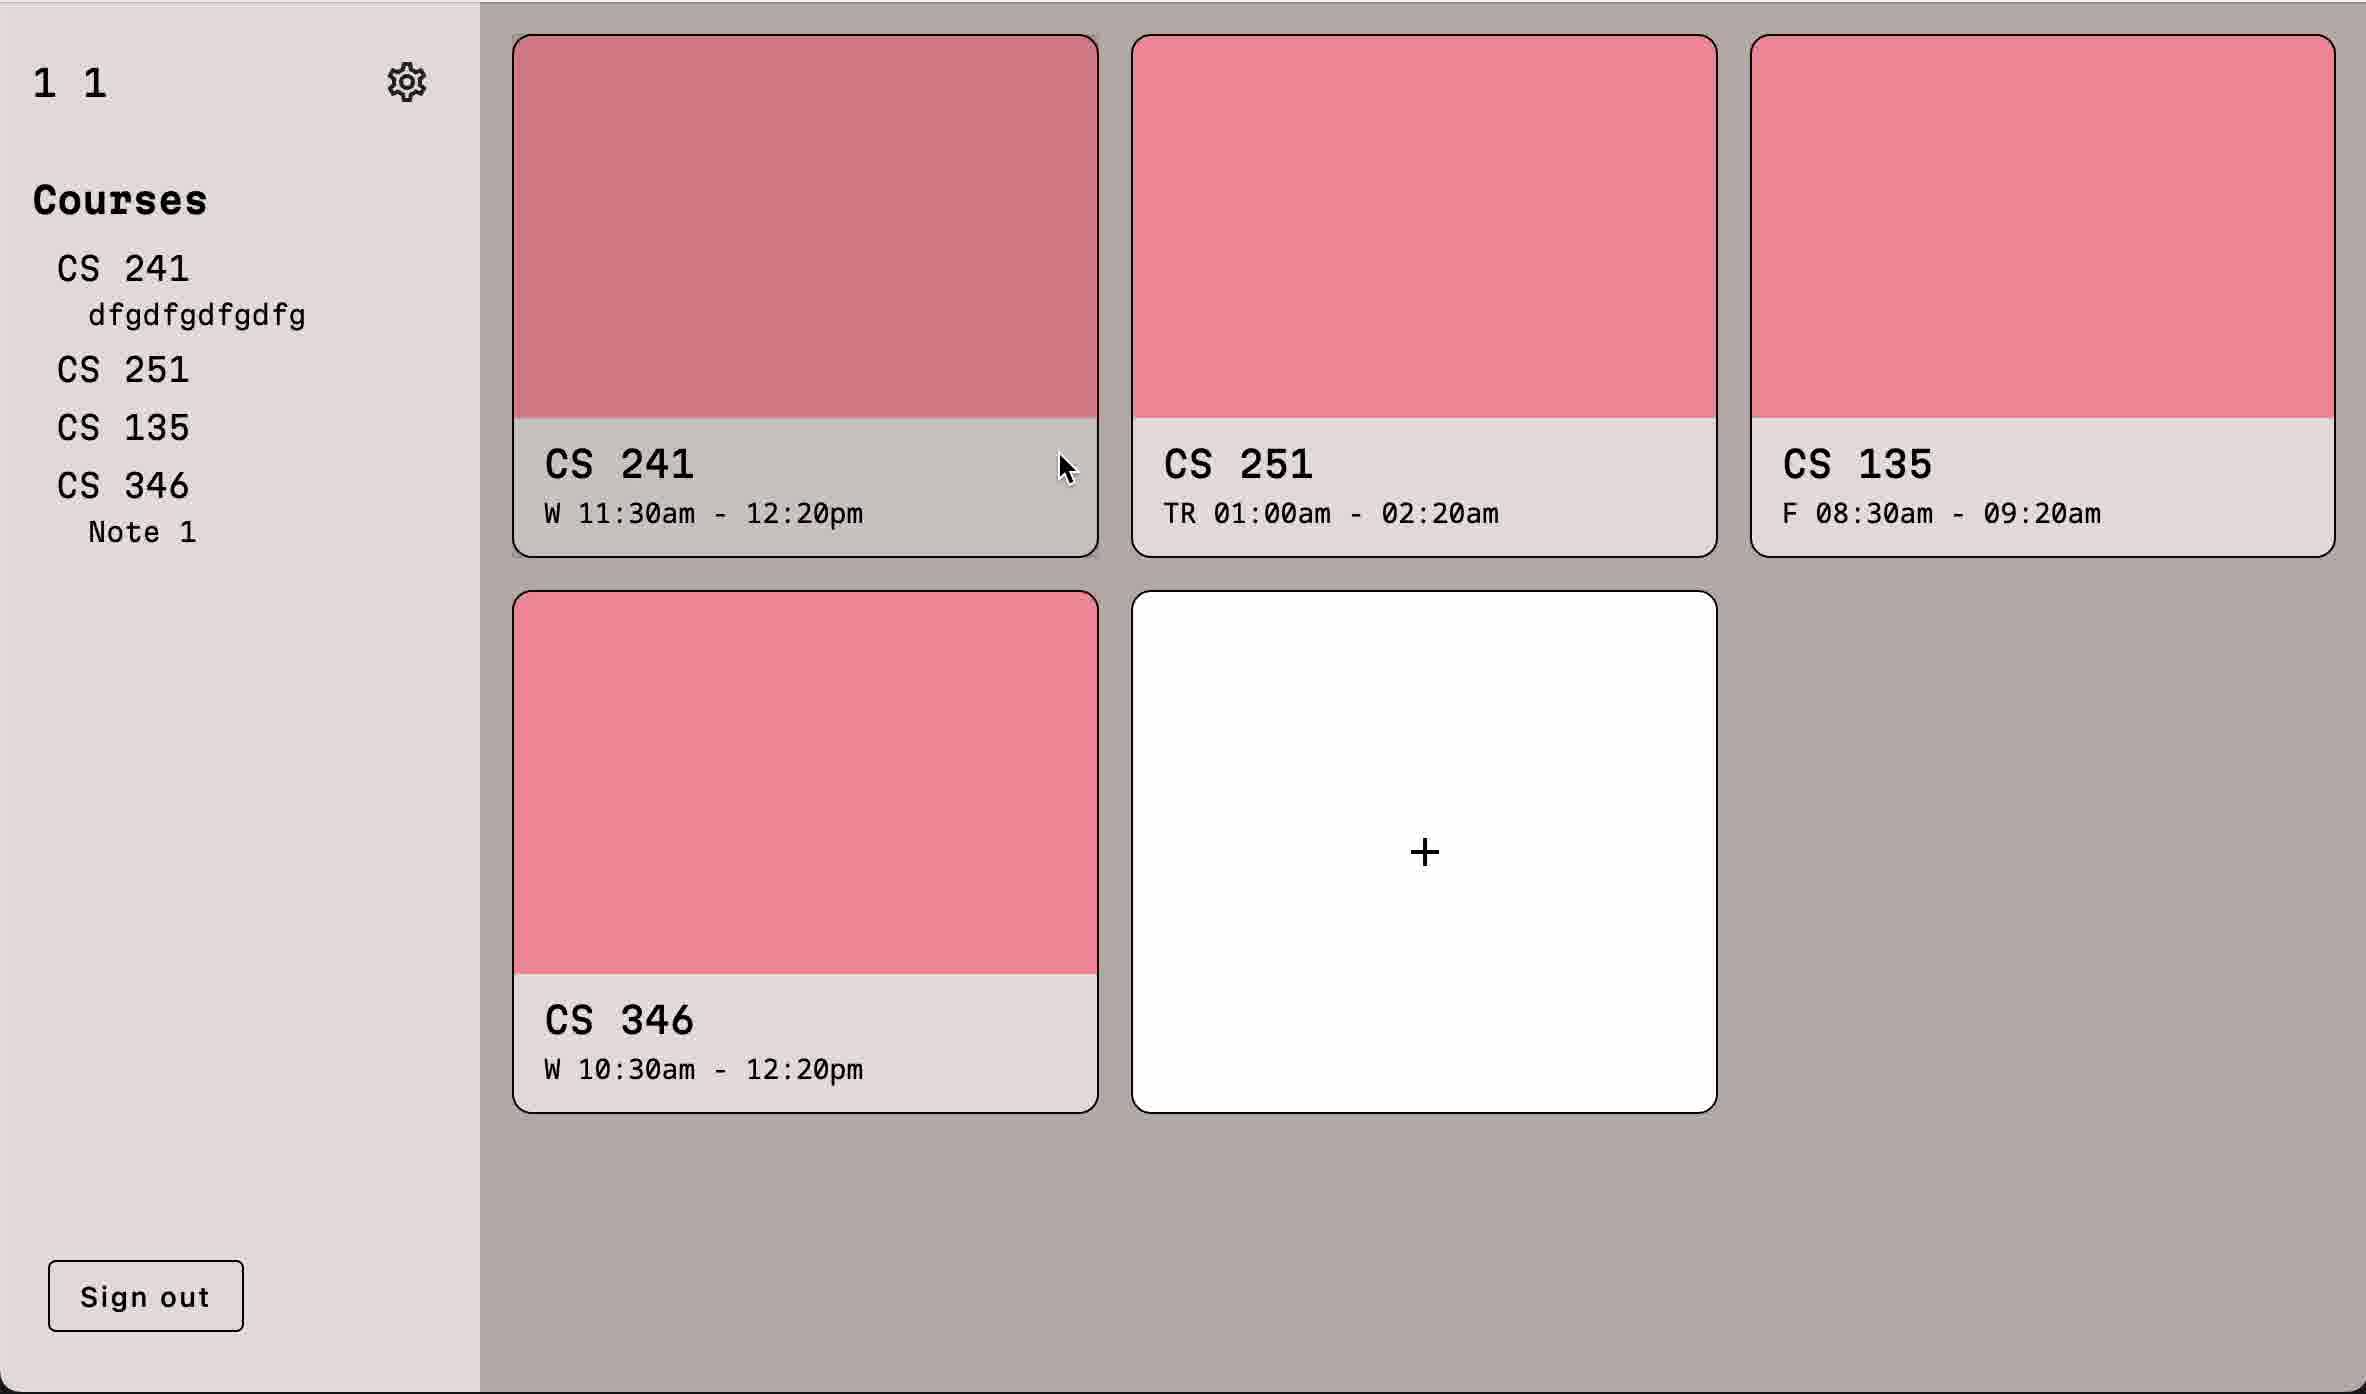 1 1
Courses
CS 241
dfgdfgdfgdfg
CS 251
CS 135
CS 346
Note 1
Sign out
CS 241
W 11:30am - 12:20pm
CS 251
TR 01:00am - 02:20am
CS 135
F 08:30am - 09:20am
CS 346
W 10:30am - 12:20pm
+